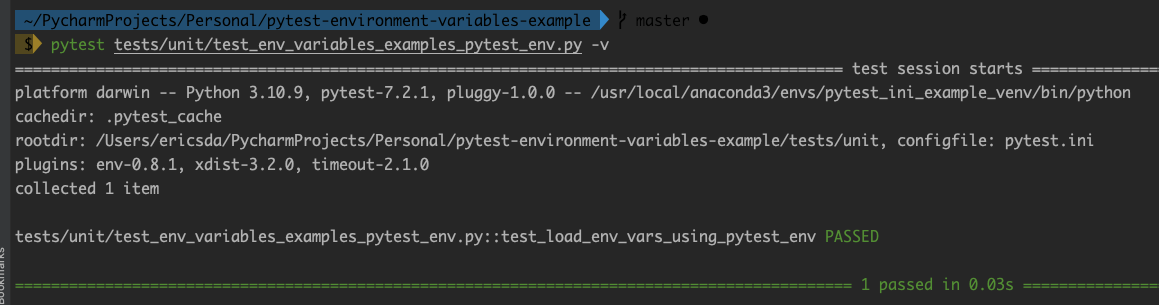 ~/PycharmProjects/Personal/pytest-environment-variables-example master ●
$ pytest tests/unit/test_env_variables_examples_pytest_env.py -v
============================================================================================ test session starts ==============
platform darwin -- Python 3.10.9, pytest-7.2.1, pluggy-1.0.0 -- /usr/local/anaconda3/envs/pytest_ini_example_venv/bin/python
cachedir: .pytest_cache
rootdir: /Users/ericsda/PycharmProjects/Personal/pytest-environment-variables-example/tests/unit, configfile: pytest.ini
plugins: env-0.8.1, xdist-3.2.0, timeout-2.1.0
collected 1 item
tests/unit/test_env_variables_examples_pytest_env.py::test_load_env_vars_using_pytest_env PASSED
============================================================================================= 1 passed in 0.03s ===============
Bookmarks